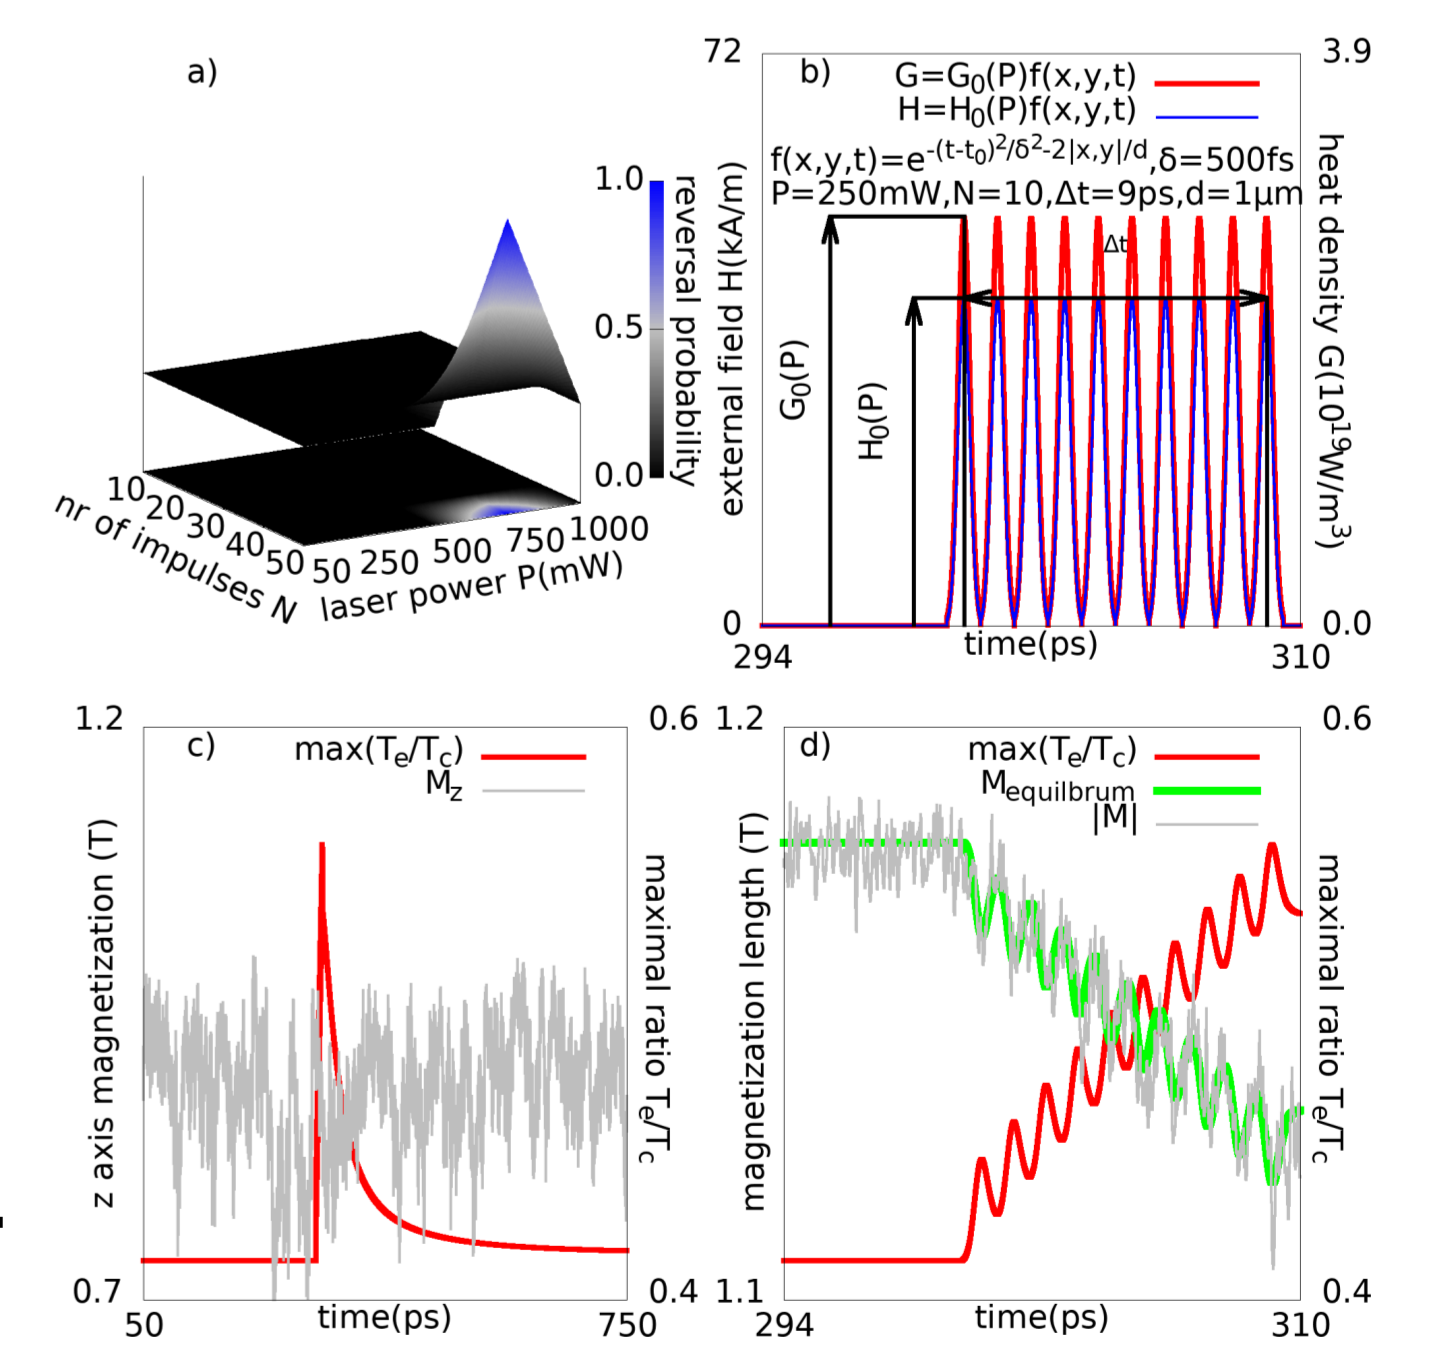 a)
1.0
0.5
0.0
reversal probability
10
20
30
40
50
nr of impulses N
50
250
500
750
1000
laser power P(mW)
b)
72
0
external field H(kA/m)
3.9
0.0
heat density G(10^19W/m^3)
G=G₀(P)f(x,y,t)
H=H₀(P)f(x,y,t)
f(x,y,t)=e^-(t-t₀)²/δ²-2|x,y|/d,δ=500fs
P=250mW,N=10,Δt=9ps,d=1μm
Δt
G₀(P)
H₀(P)
294
time(ps)
310
c)
1.2
0.7
z axis magnetization (T)
max(Te/Tc)
Mz
0.6
0.4
maximal ratio Te/Tc
50
time(ps)
750
d)
1.2
1.1
magnetization length (T)
max(Te/Tc)
Mequilbrum
|M|
0.6
0.4
maximal ratio Te/Tc
294
time(ps)
310